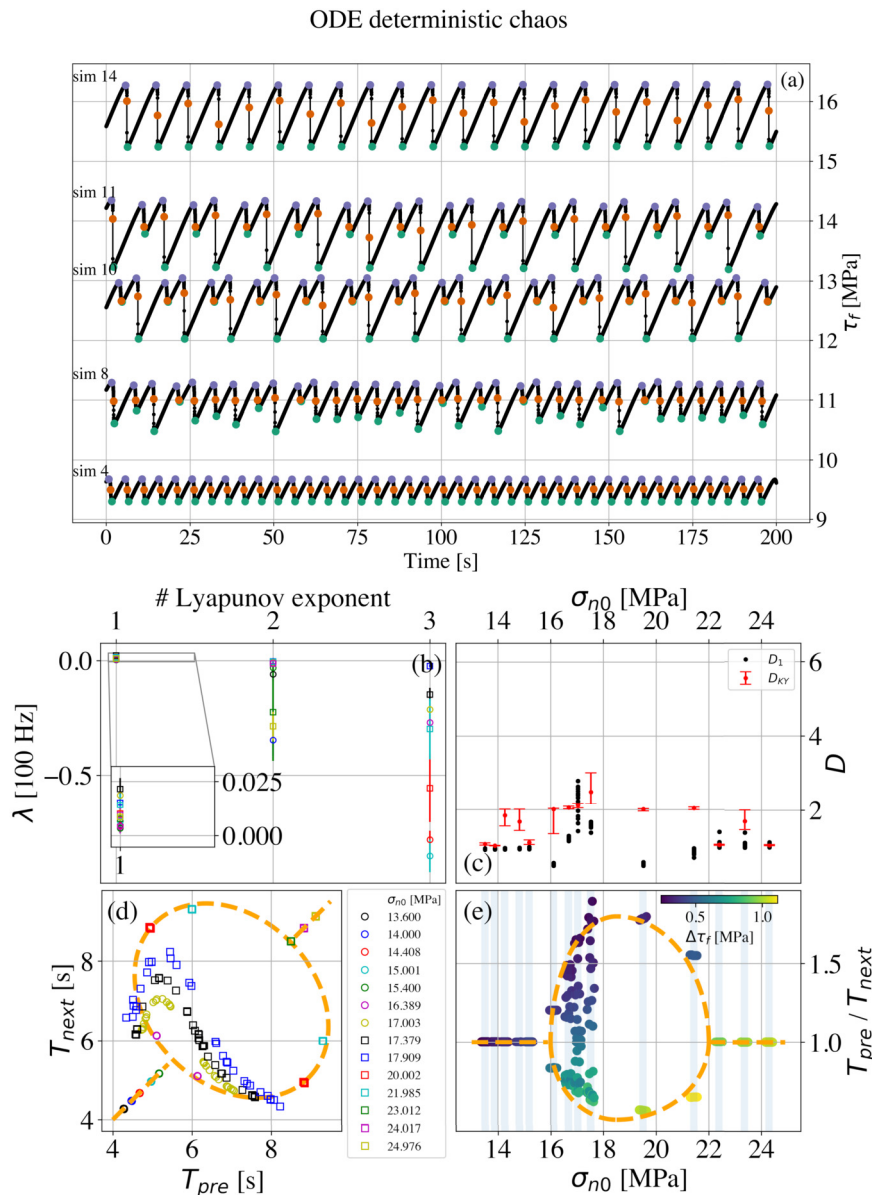 ODE deterministic chaos
sim 14
(a)
16
15
sim 11
14
sim 10
13
τf [MPa]
12
sim 8
11
10
sim 4
9
0 25 50 75 100 125 150 175 200
Time [s]
# Lyapunov exponent
1 2 3
σn0 [MPa]
14 16 18 20 22 24
0.0
−0.5
λ [100 Hz]
(b)
0.025
0.000
1
D1
DKY
6
4
2
D
(c)
(d)
8
6
4
Tnext [s]
4 6 8
Tpre [s]
σn0 [MPa]
13.600
14.000
14.408
15.001
15.400
16.389
17.003
17.379
17.909
20.002
21.985
23.012
24.017
24.976
(e)
0.5 1.0
Δτf [MPa]
1.5
1.0
Tpre / Tnext
14 16 18 20 22 24
σn0 [MPa]